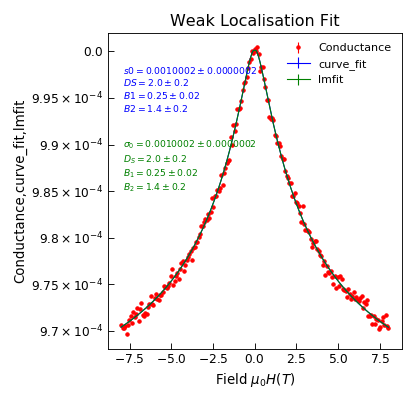 Weak Localisation Fit
Conductance
curve_fit
lmfit
s0 = 0.0010002 ± 0.0000002
DS = 2.0 ± 0.2
B1 = 0.25 ± 0.02
B2 = 1.4 ± 0.2
σ₀ = 0.0010002 ± 0.0000002
D_S = 2.0 ± 0.2
B₁ = 0.25 ± 0.02
B₂ = 1.4 ± 0.2
Conductance,curve_fit,lmfit
0.0
9.95 × 10⁻⁴
9.9 × 10⁻⁴
9.85 × 10⁻⁴
9.8 × 10⁻⁴
9.75 × 10⁻⁴
9.7 × 10⁻⁴
−7.5 −5.0 −2.5 0.0 2.5 5.0 7.5
Field μ₀H(T)